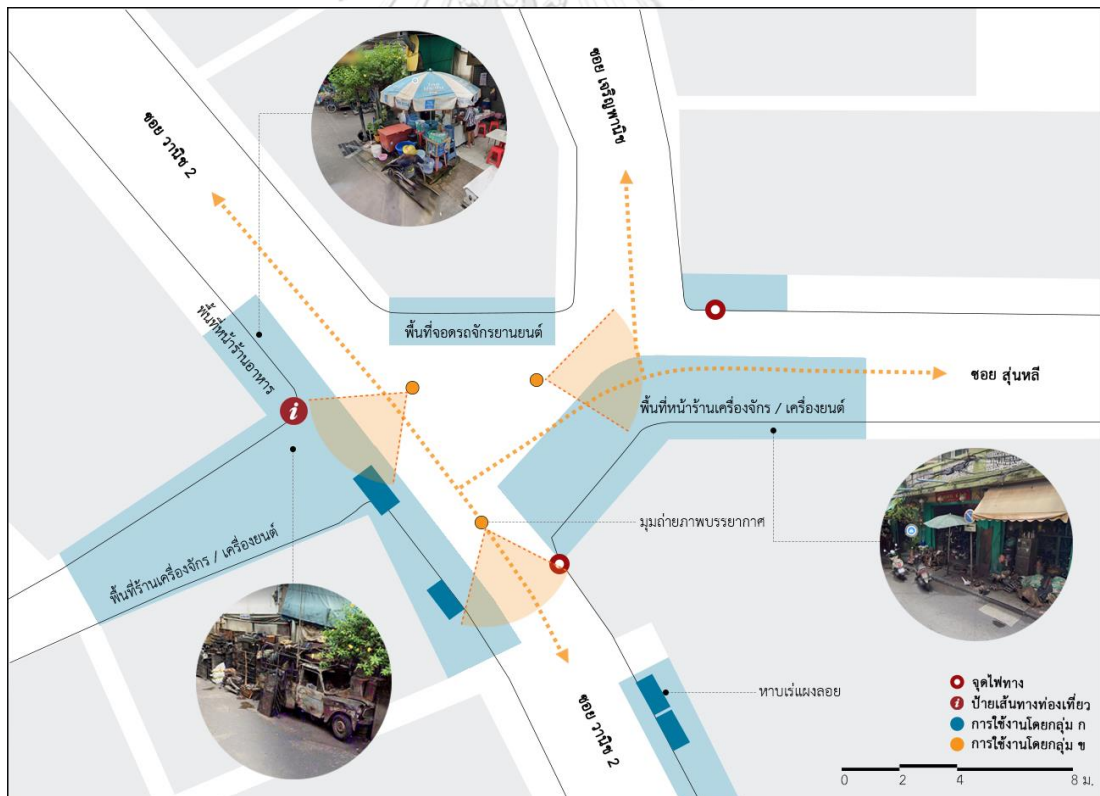 ซอย วานิช 2
ซอย เจริญพานิช
พื้นที่หน้าร้านอาหาร
พื้นที่จอดรถจักรยานยนต์
ซอย สุ่นหลี
พื้นที่หน้าร้านเครื่องจักร / เครื่องยนต์
i
มุมถ่ายภาพบรรยากาศ
พื้นที่ร้านเครื่องจักร / เครื่องยนต์
ซอย วานิช 2
หาบเร่แผงลอย
จุดไฟทาง
i ป้ายเส้นทางท่องเที่ยว
การใช้งานโดยกลุ่ม ก
การใช้งานโดยกลุ่ม ข
0 2 4 8 ม.